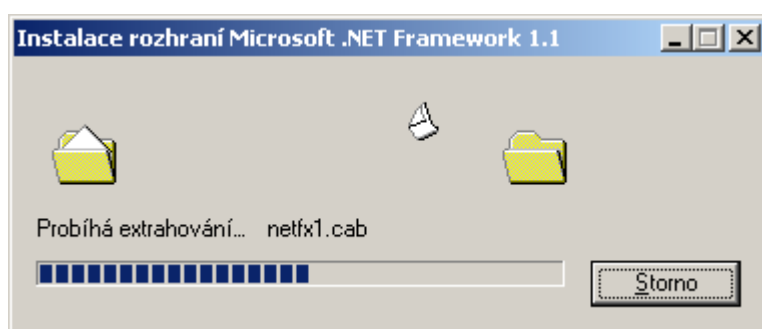 Instalace rozhraní Microsoft .NET Framework 1.1
Probíhá extrahování... netfx1.cab
Storno